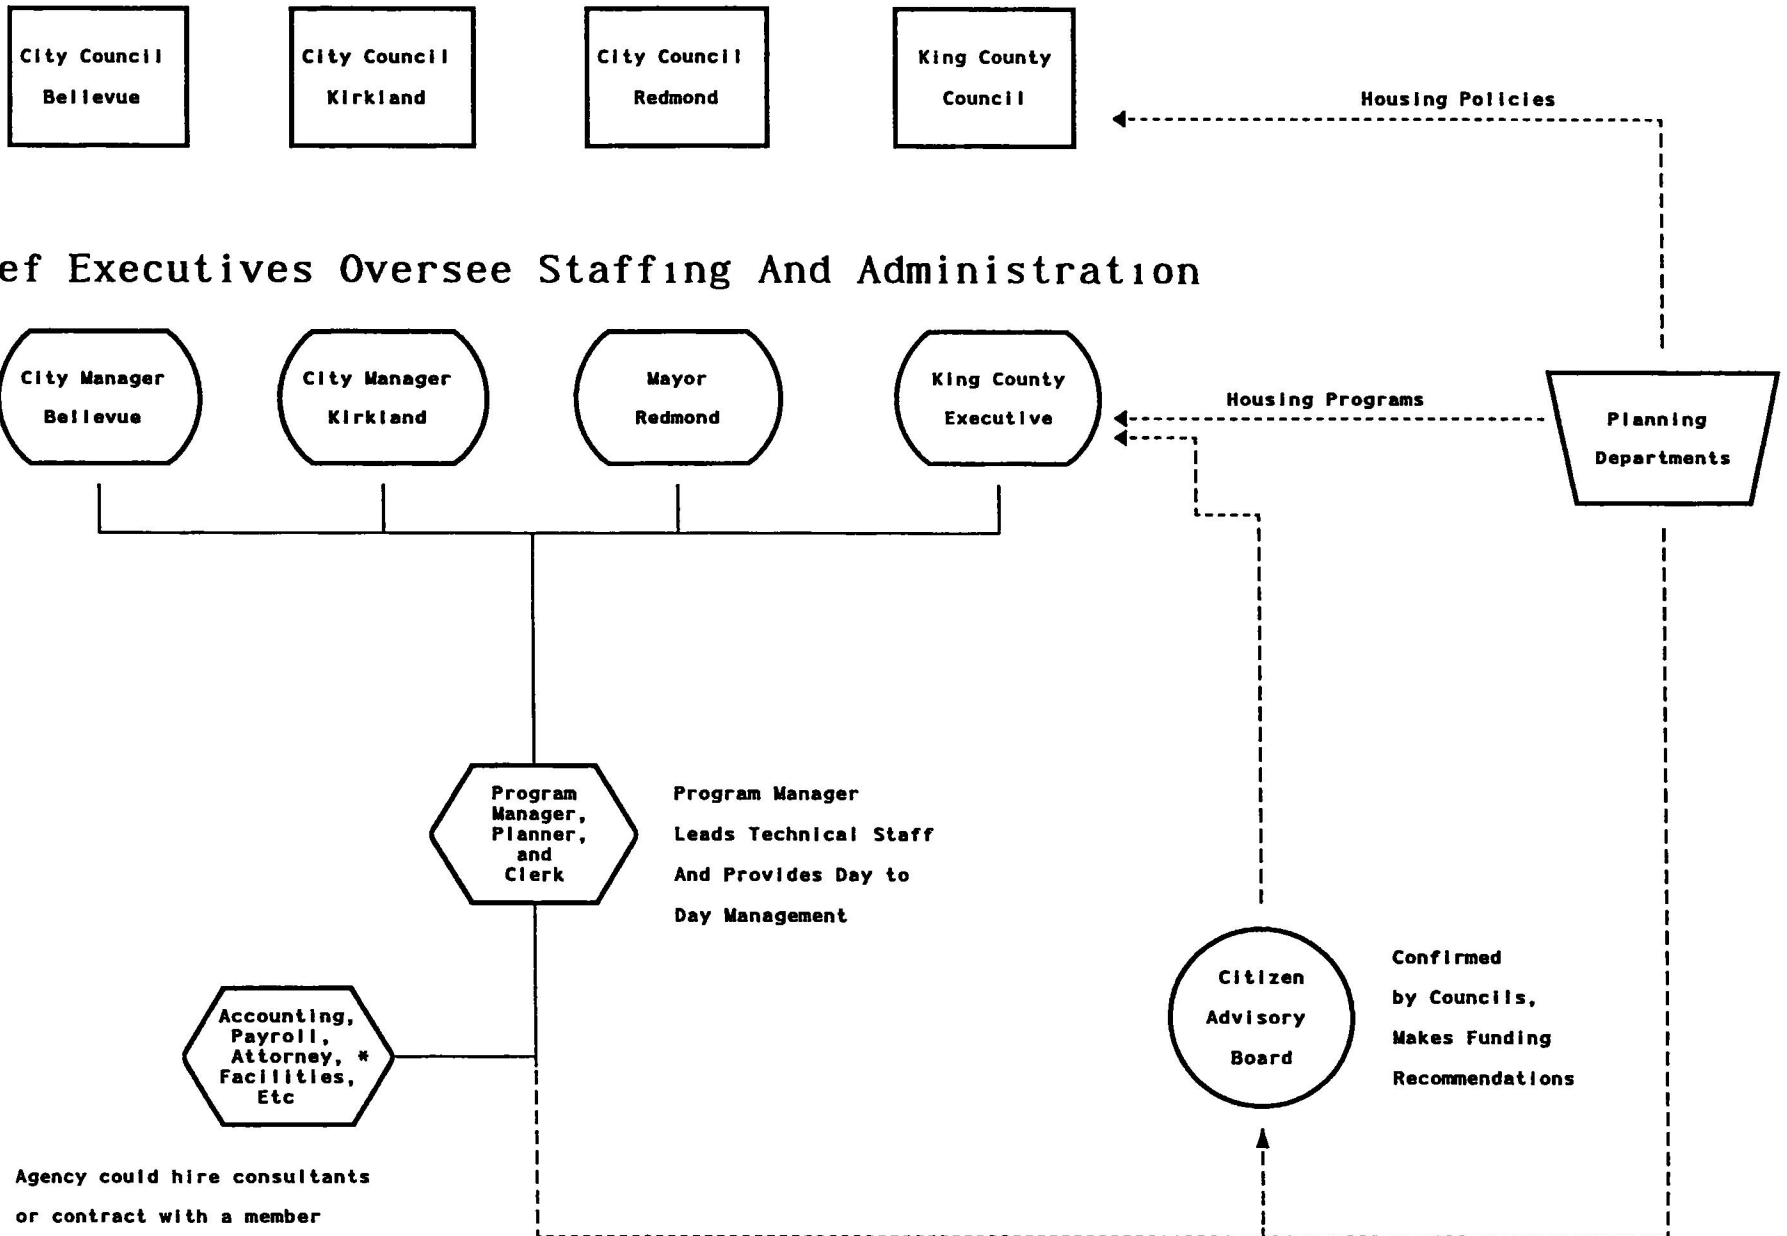 City Council
Bellevue
City Council
Kirkland
City Council
Redmond
King County
Council
Housing Policies
ef Executives Oversee Staffing And Administration
City Manager
Bellevue
City Manager
Kirkland
Mayor
Redmond
King County
Executive
Housing Programs
Planning
Departments
Program
Manager,
Planner,
and
Clerk
Program Manager
Leads Technical Staff
And Provides Day to
Day Management
Citizen
Advisory
Board
Confirmed
by Councils,
Makes Funding
Recommendations
Accounting,
Payroll,
Attorney, *
Facilities,
Etc
Agency could hire consultants
or contract with a member